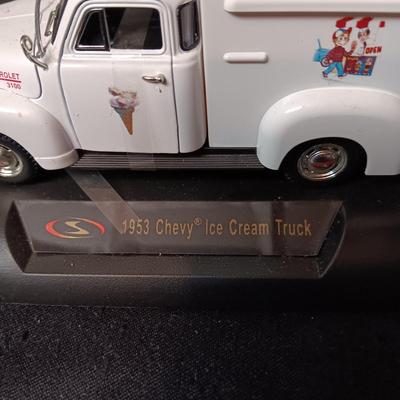 OPEN
ROLET
3100
1953 Chevy® Ice Cream Truck